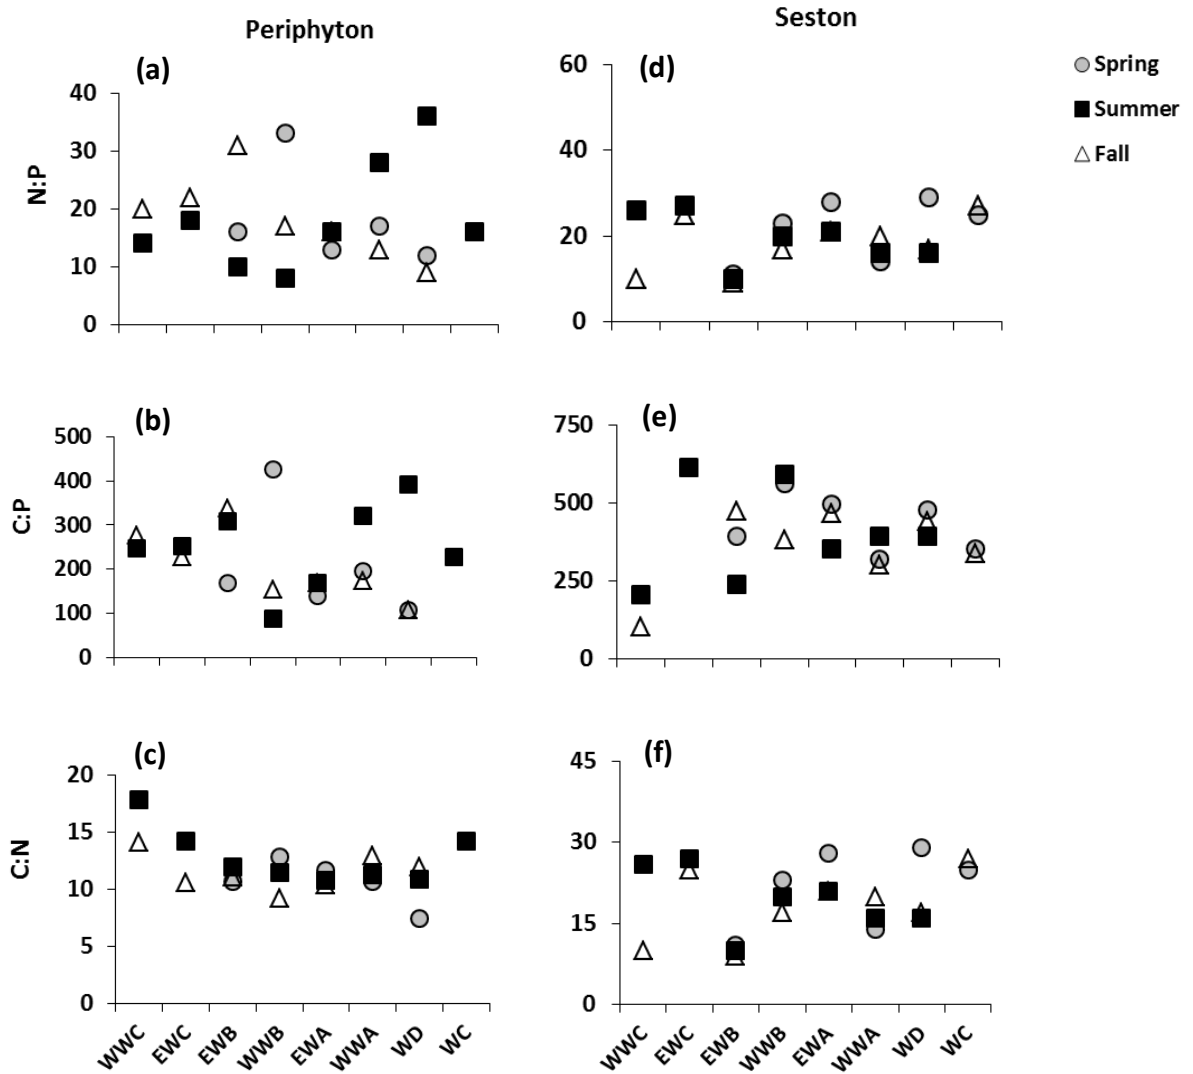 Periphyton
Seston
(a)
(d)
Spring
Summer
Fall
N:P
40
30
20
10
0
60
40
20
0
(b)
(e)
C:P
500
400
300
200
100
0
750
500
250
0
(c)
(f)
C:N
20
15
10
5
0
45
30
15
0
WWC
EWC
EWB
WWB
EWA
WWA
WD
WC
WWC
EWC
EWB
WWB
EWA
WWA
WD
WC